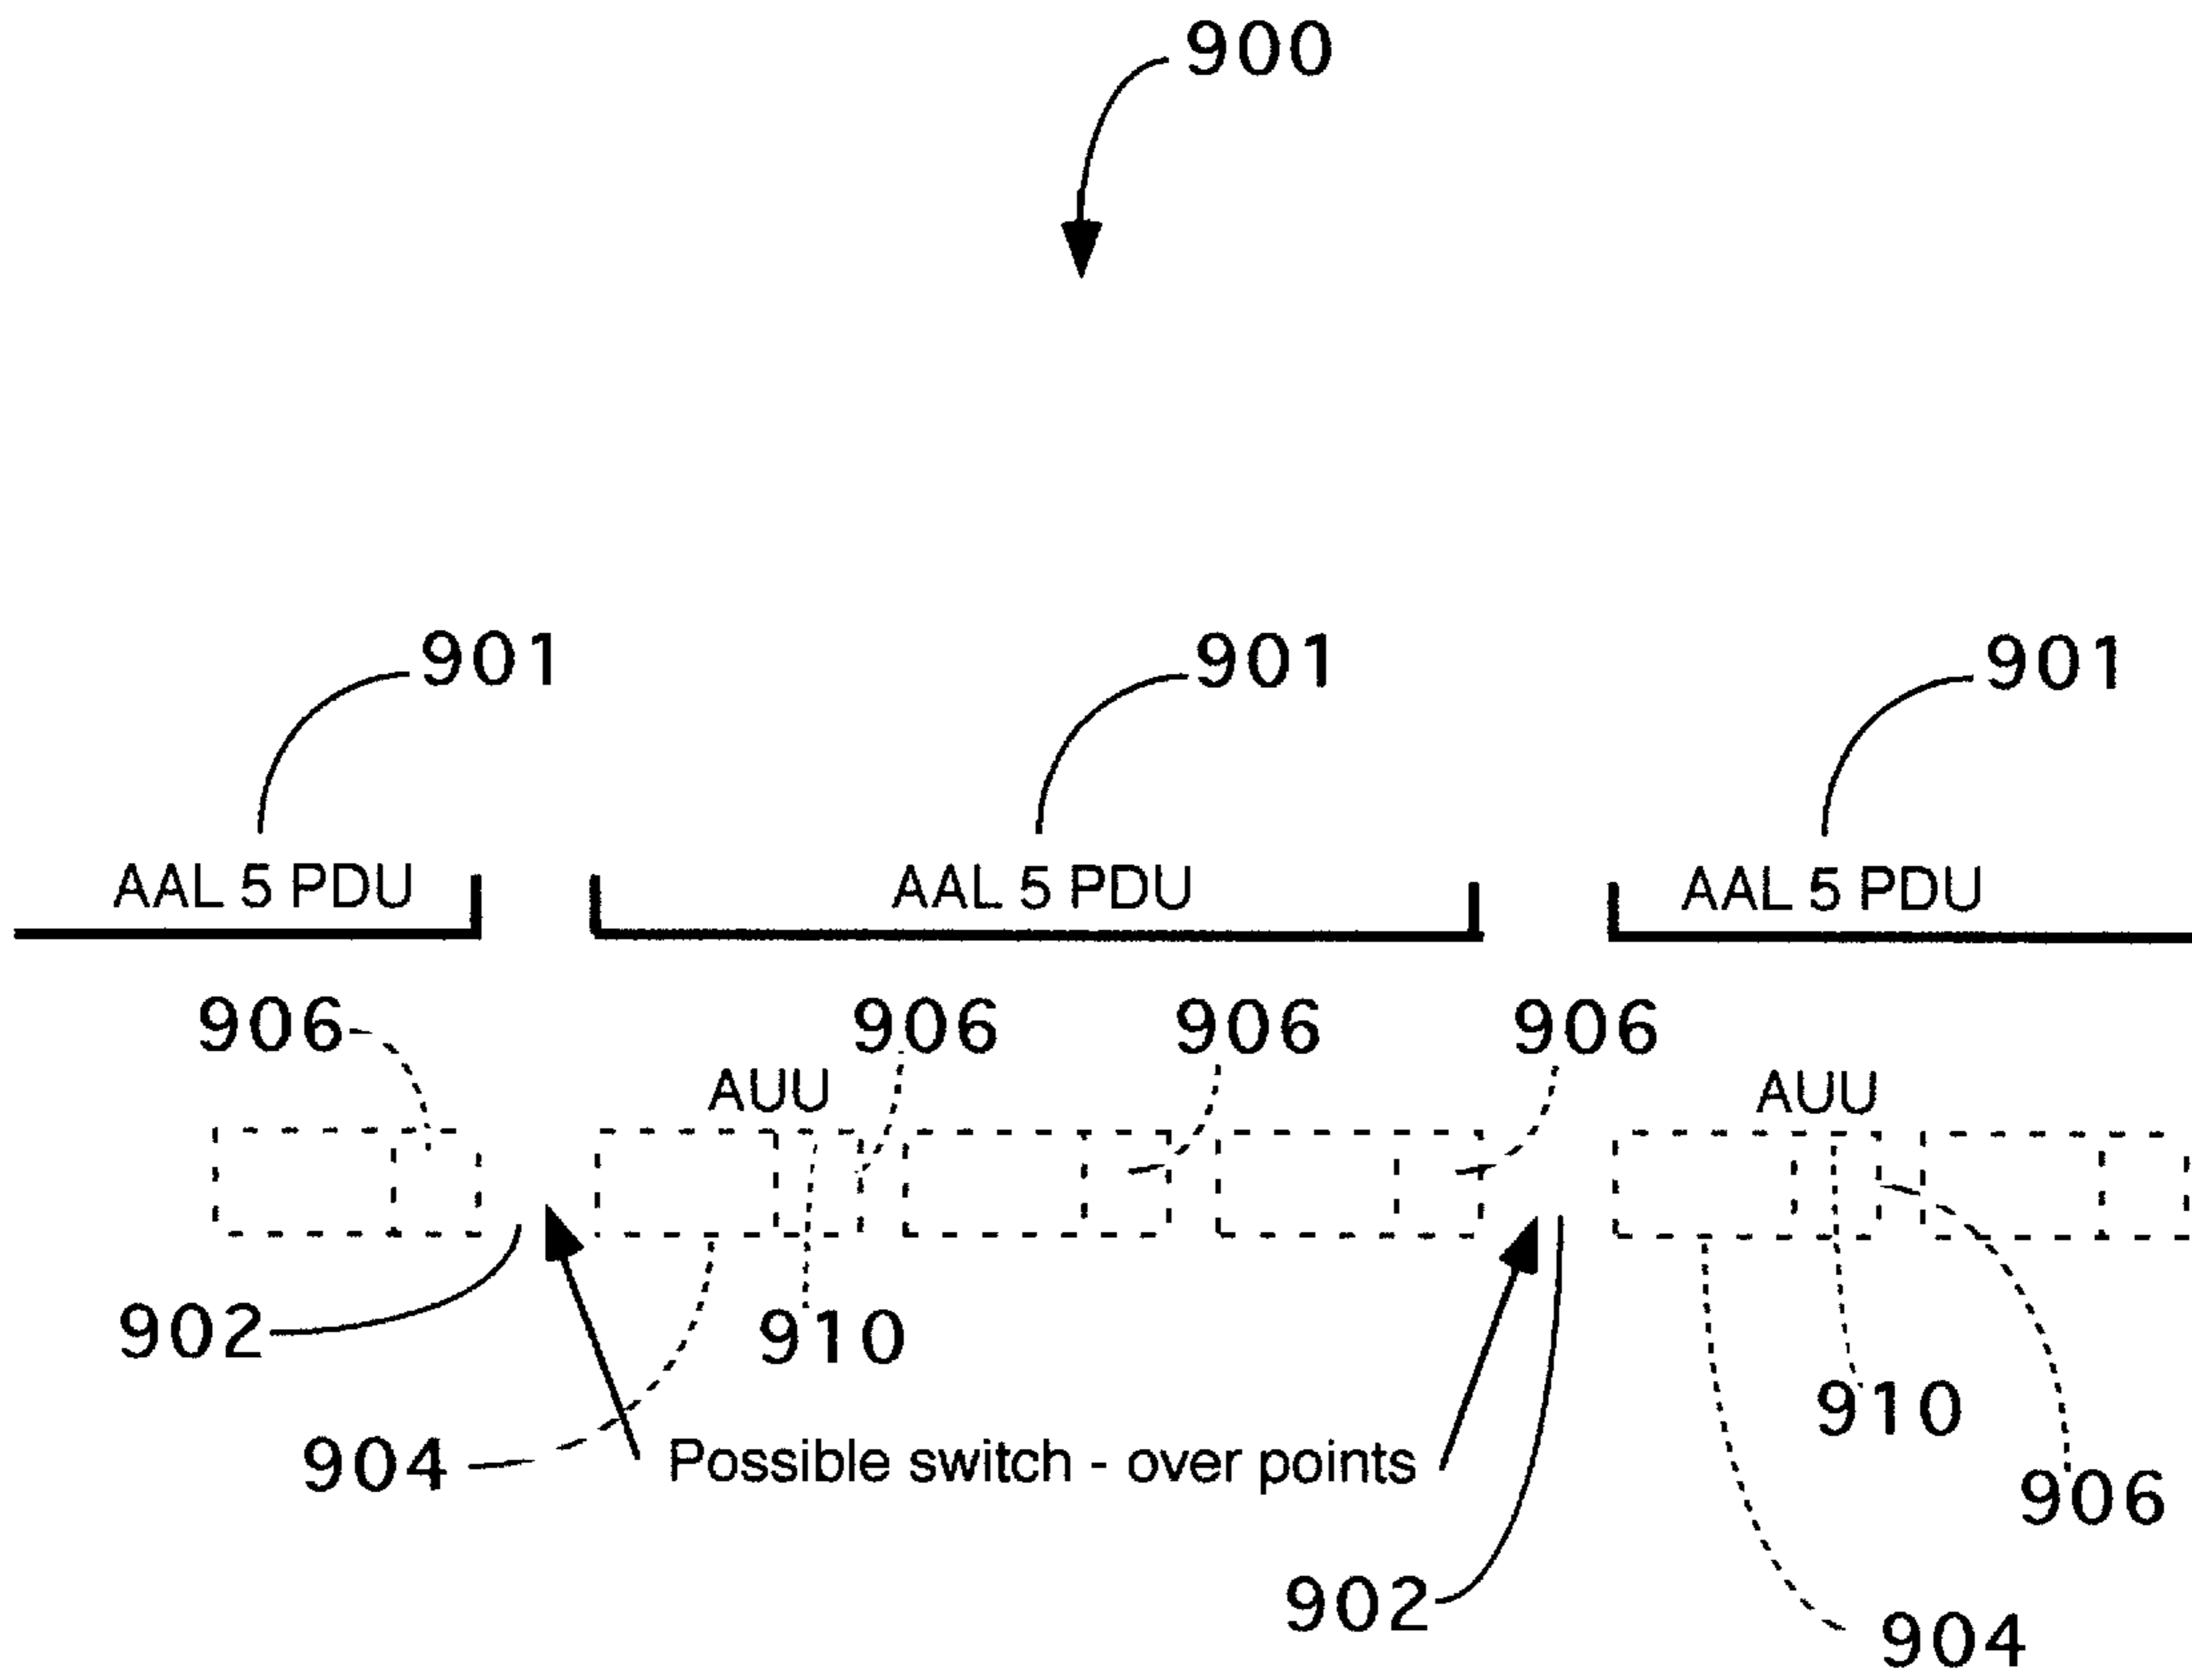 900
901 901 901
AAL 5 PDU AAL 5 PDU AAL 5 PDU
906 906 906 906
AUU AUU
902 910
910
904 Possible switch - over points
906
902
904